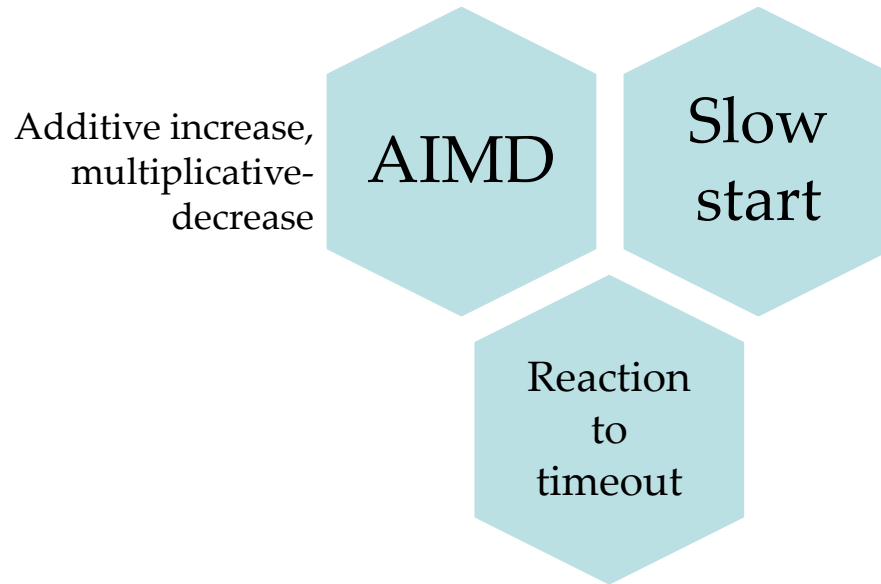 Additive increase,
multiplicative-
decrease
AIMD
Slow
start
Reaction
to
timeout